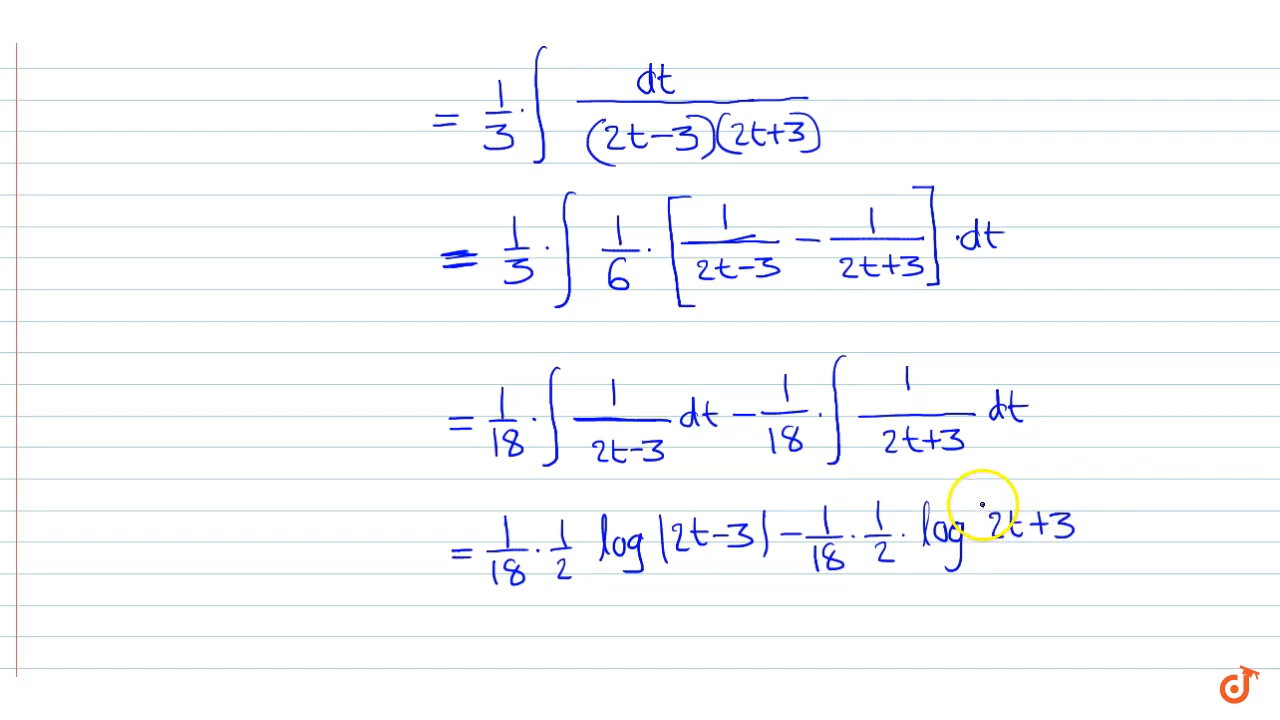 = 1/3 · ∫ dt / (2t-3)(2t+3)
= 1/3 · ∫ 1/6 · [1/2t-3 - 1/2t+3] · dt
= 1/18 · ∫ 1/2t-3 dt - 1/18 · ∫ 1/2t+3 dt
= 1/18 · 1/2 log |2t-3| - 1/18 · 1/2 · log 2t+3